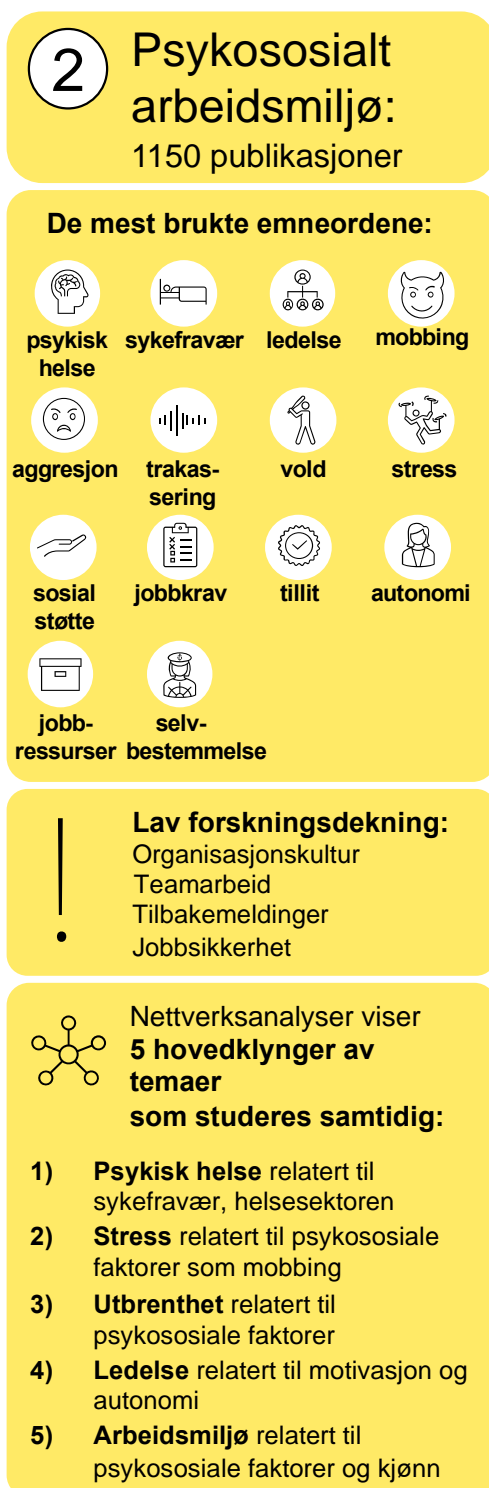 2
Psykososialt
arbeidsmiljø:
1150 publikasjoner
De mest brukte emneordene:
psykisk helse
sykefravær
ledelse
mobbing
aggresjon
trakas-
sering
vold
stress
sosial
støtte
jobbkrav
tillit
autonomi
jobb-
ressurser
selv-
bestemmelse
!
Lav forskningsdekning:
Organisasjonskultur
Teamarbeid
Tilbakemeldinger
Jobbsikkerhet
Nettverksanalyser viser
5 hovedklynger av
temaer
som studeres samtidig:
1) Psykisk helse relatert til
sykefravær, helsesektoren
2) Stress relatert til psykososiale
faktorer som mobbing
3) Utbrenthet relatert til
psykososiale faktorer
4) Ledelse relatert til motivasjon og
autonomi
5) Arbeidsmiljø relatert til
psykososiale faktorer og kjønn